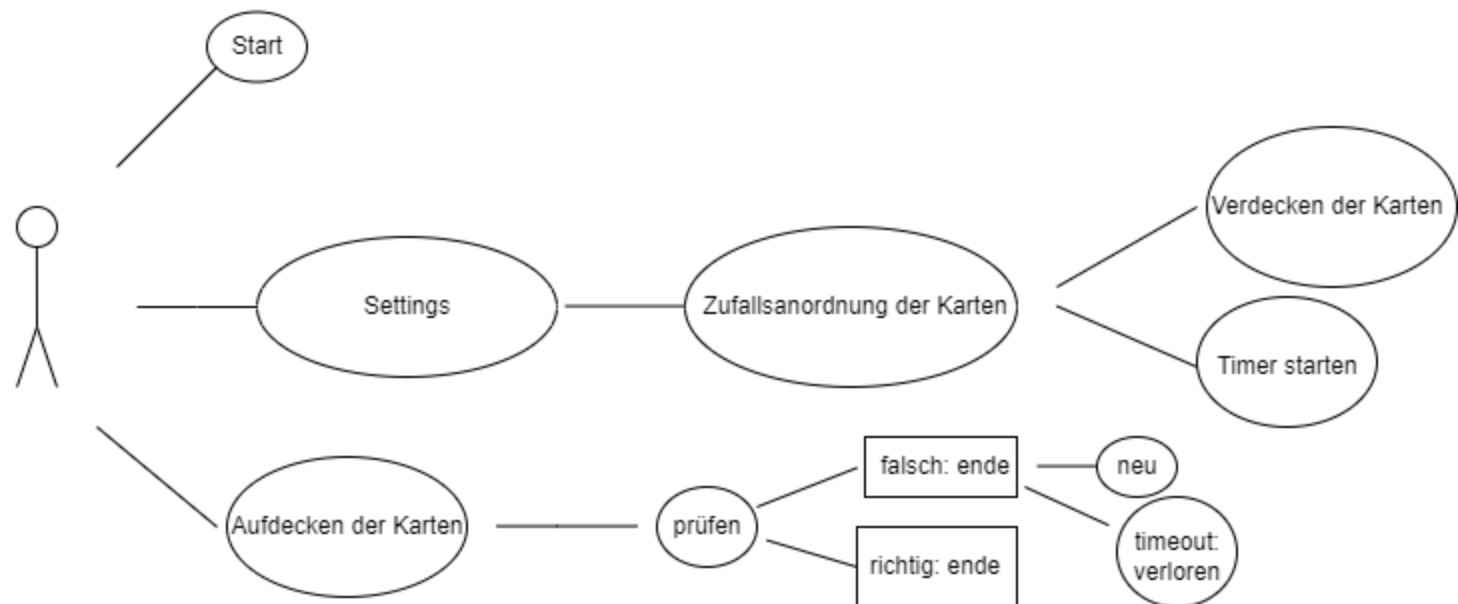 Start
Verdecken der Karten
Settings
Zufallsanordnung der Karten
Timer starten
falsch: ende
neu
Aufdecken der Karten
prüfen
timeout:
verloren
richtig: ende